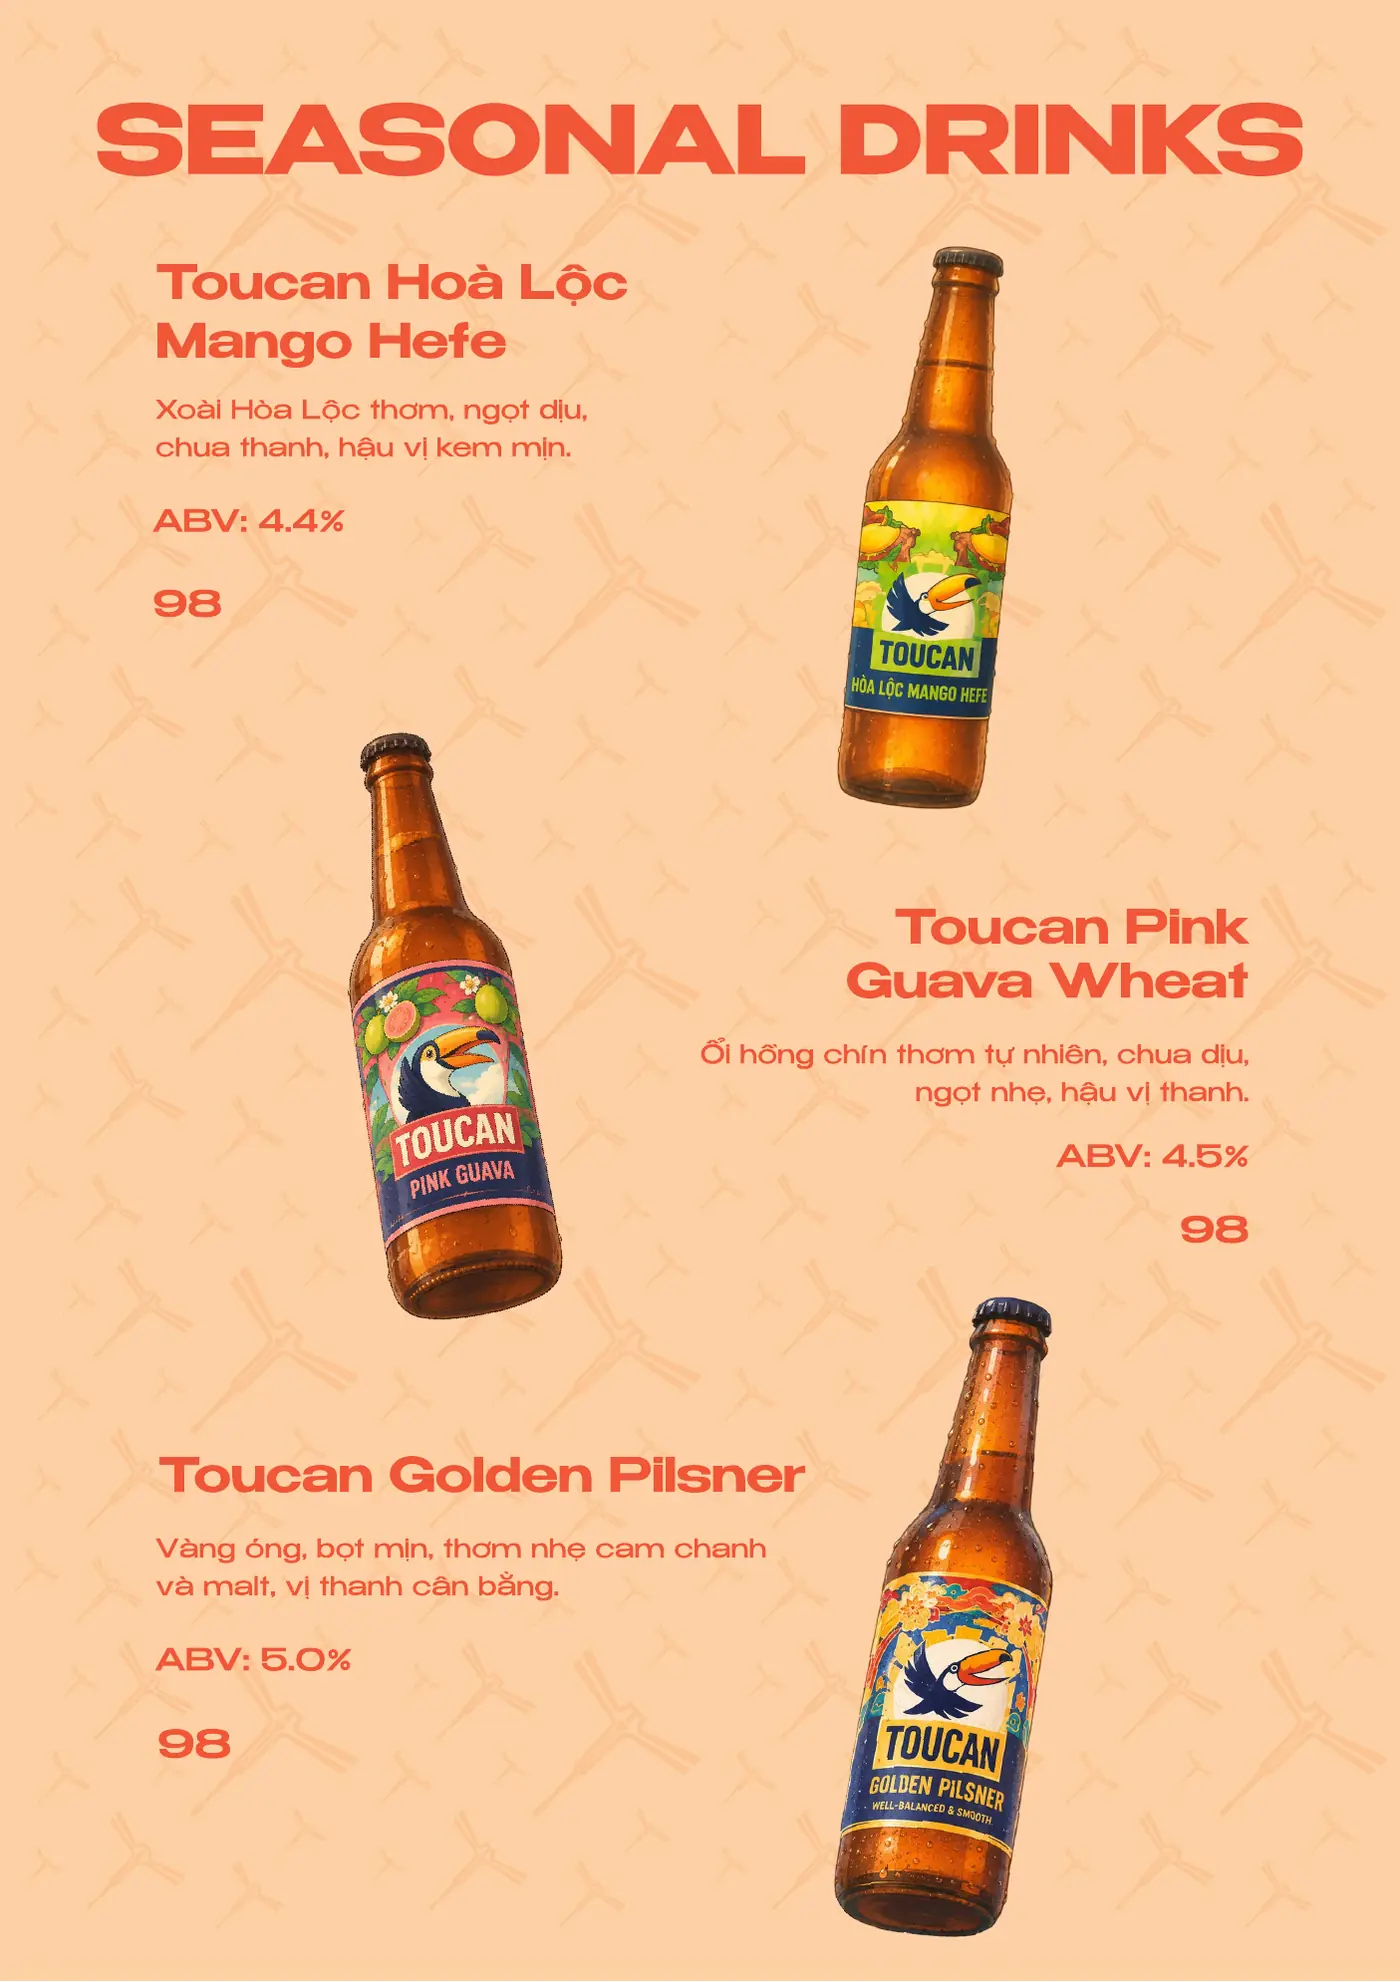 SEASONAL DRINKS
Toucan Hoà Lộc
Mango Hefe
Xoài Hòa Lộc thơm, ngọt dịu,
chua thanh, hậu vị kem mịn.
ABV: 4.4%
98
TOUCAN
HÒA LỘC MANGO HEFE
TOUCAN
PINK GUAVA
Toucan Pink
Guava Wheat
Ổi hồng chín thơm tự nhiên, chua dịu,
ngọt nhẹ, hậu vị thanh.
ABV: 4.5%
98
Toucan Golden Pilsner
Vàng óng, bọt mịn, thơm nhẹ cam chanh
và malt, vị thanh cân bằng.
ABV: 5.0%
98
TOUCAN
GOLDEN PILSNER
WELL-BALANCED & SMOOTH